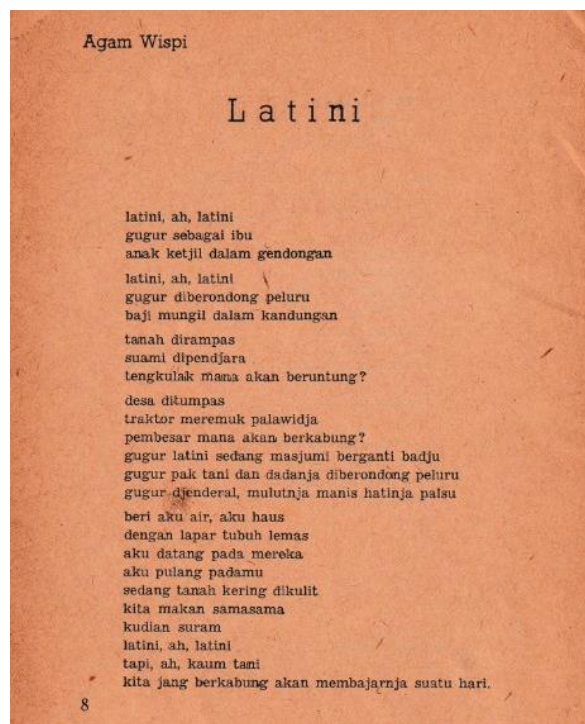 Agam Wispi
Latini
latini, ah, latini
gugur sebagai ibu
anak ketjil dalam gendongan
latini, ah, latini
gugur diberondong peluru
baji mungil dalam kandungan
tanah dirampas
suami dipendjara
tengkulak mana akan beruntung?
desa ditumpas
traktor meremuk palawidja
pembesar mana akan berkabung?
gugur latini sedang masjumi berganti badju
gugur pak tani dan dadanja diberondong peluru
gugur djenderal, mulutnja manis hatinja palsu
beri aku air, aku haus
dengan lapar tubuh lemas
aku datang pada mereka
aku pulang padamu
sedang tanah kering dikulit
kita makan samasama
kudian suram
latini, ah, latini
tapi, ah, kaum tani
kita jang berkabung akan membajarnja suatu hari.
8